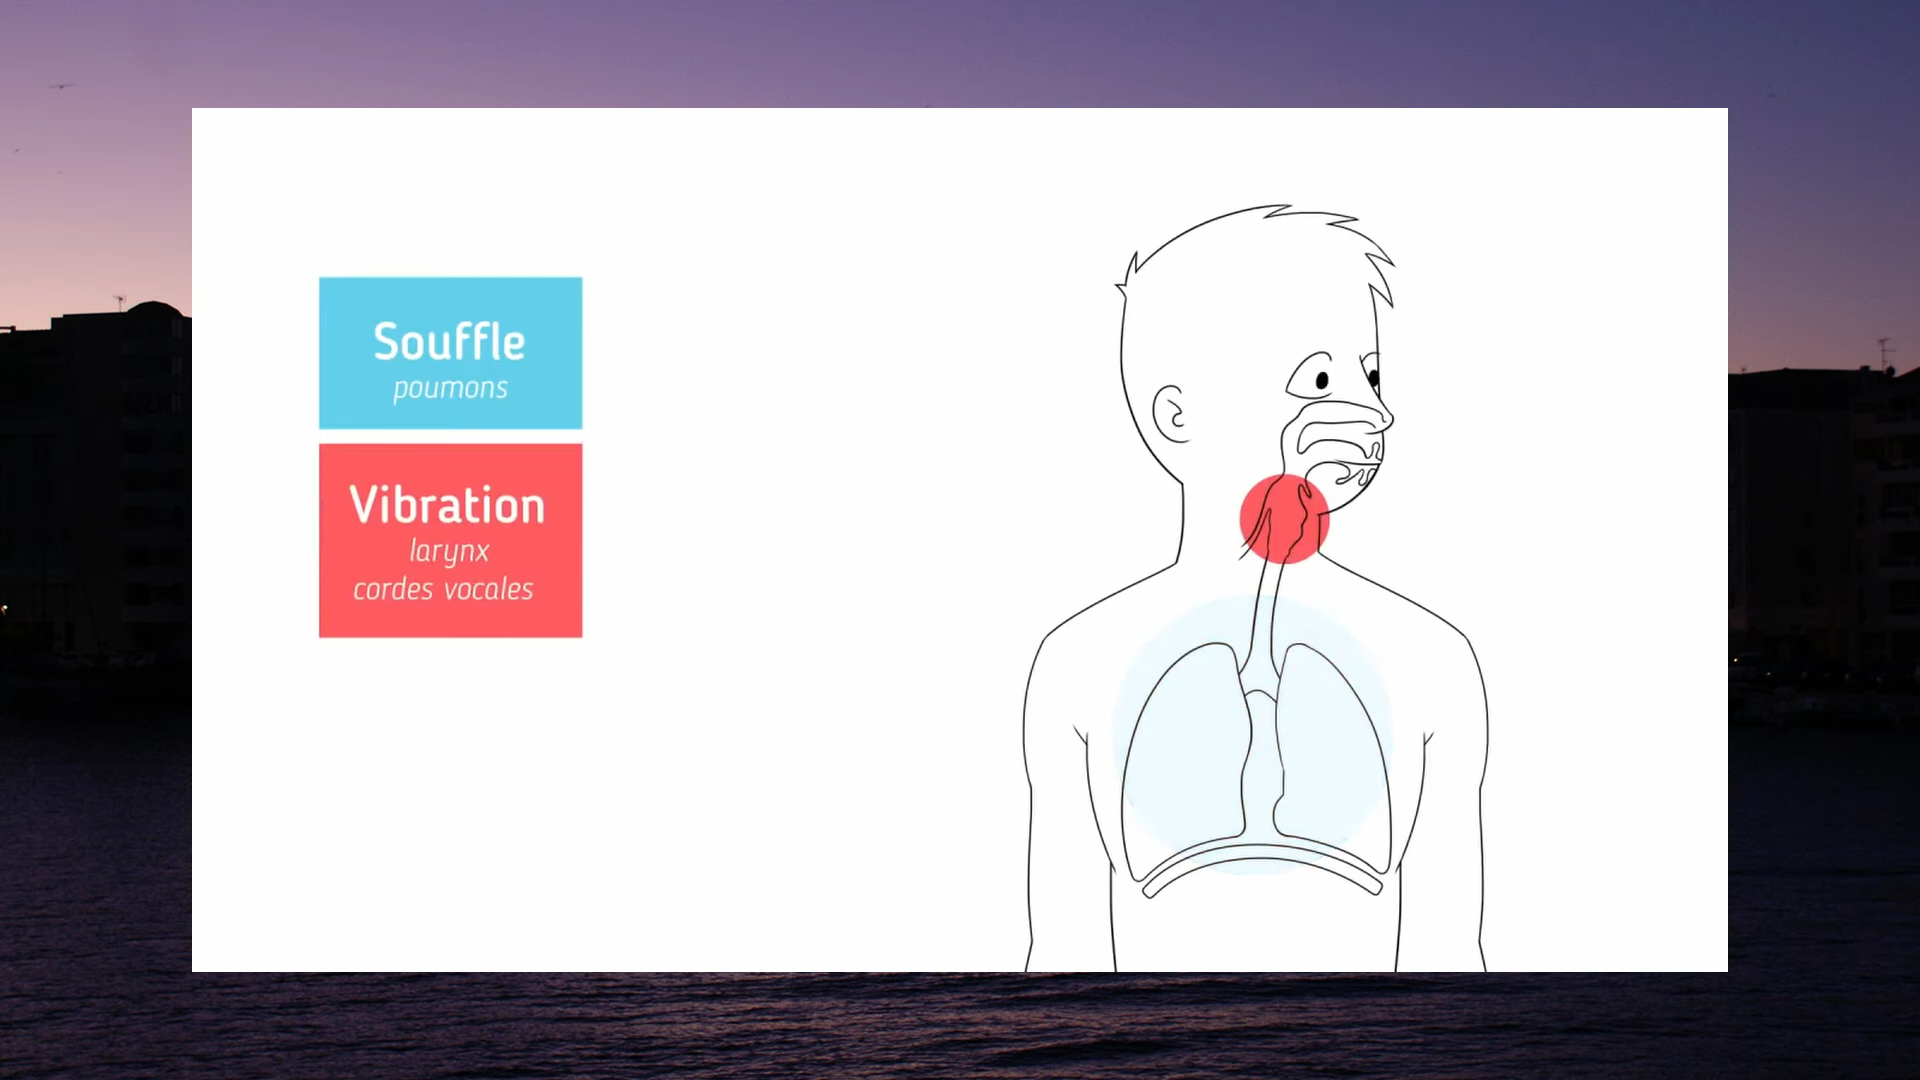 Souffle
poumons
Vibration
larynx
cordes vocales